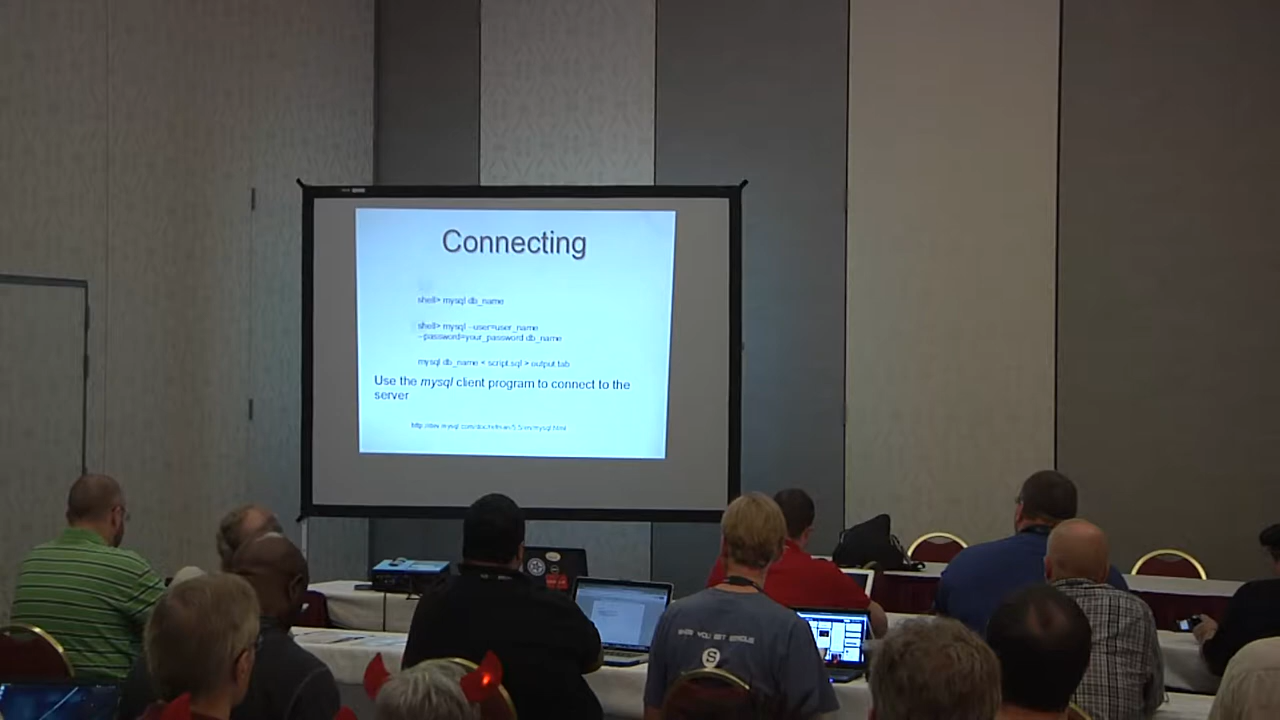 Connecting
shell> mysql db_name
shell> mysql --user=user_name
--password=your_password db_name
mysql db_name < script.sql > output.tab
Use the mysql client program to connect to the
server